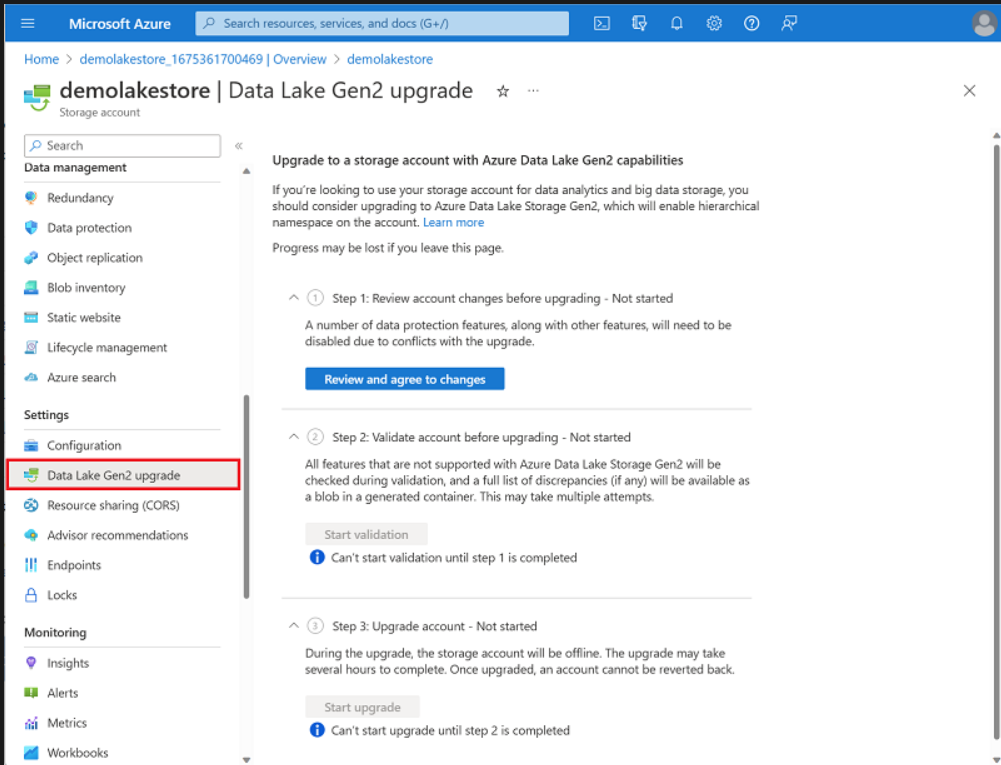 Microsoft Azure
Search resources, services, and docs (G+/)
Home > demolakestore_1675361700469 | Overview > demolakestore
demolakestore | Data Lake Gen2 upgrade
Storage account
Search
Data management
Redundancy
Data protection
Object replication
Blob inventory
Static website
Lifecycle management
Azure search
Settings
Configuration
Data Lake Gen2 upgrade
Resource sharing (CORS)
Advisor recommendations
Endpoints
Locks
Monitoring
Insights
Alerts
Metrics
Workbooks
Upgrade to a storage account with Azure Data Lake Gen2 capabilities
If you're looking to use your storage account for data analytics and big data storage, you
should consider upgrading to Azure Data Lake Storage Gen2, which will enable hierarchical
namespace on the account. Learn more
Progress may be lost if you leave this page.
1 Step 1: Review account changes before upgrading - Not started
A number of data protection features, along with other features, will need to be
disabled due to conflicts with the upgrade.
Review and agree to changes
2 Step 2: Validate account before upgrading - Not started
All features that are not supported with Azure Data Lake Storage Gen2 will be
checked during validation, and a full list of discrepancies (if any) will be available as
a blob in a generated container. This may take multiple attempts.
Start validation
Can't start validation until step 1 is completed
3 Step 3: Upgrade account - Not started
During the upgrade, the storage account will be offline. The upgrade may take
several hours to complete. Once upgraded, an account cannot be reverted back.
Start upgrade
Can't start upgrade until step 2 is completed